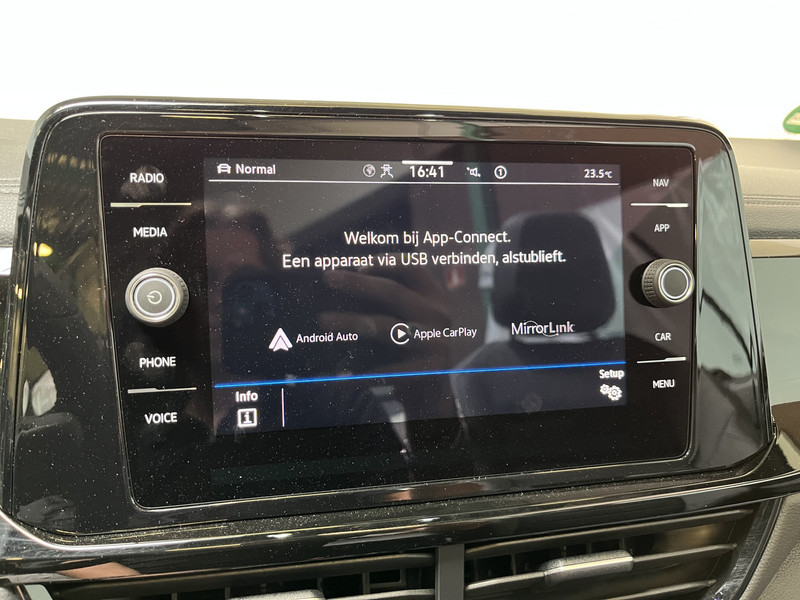 RADIO
MEDIA
PHONE
VOICE
Normal
16:41
23.5°C
Welkom bij App-Connect.
Een apparaat via USB verbinden, alstublieft.
Android Auto
Apple CarPlay
MirrorLink
Info
Setup
NAV
APP
CAR
MENU